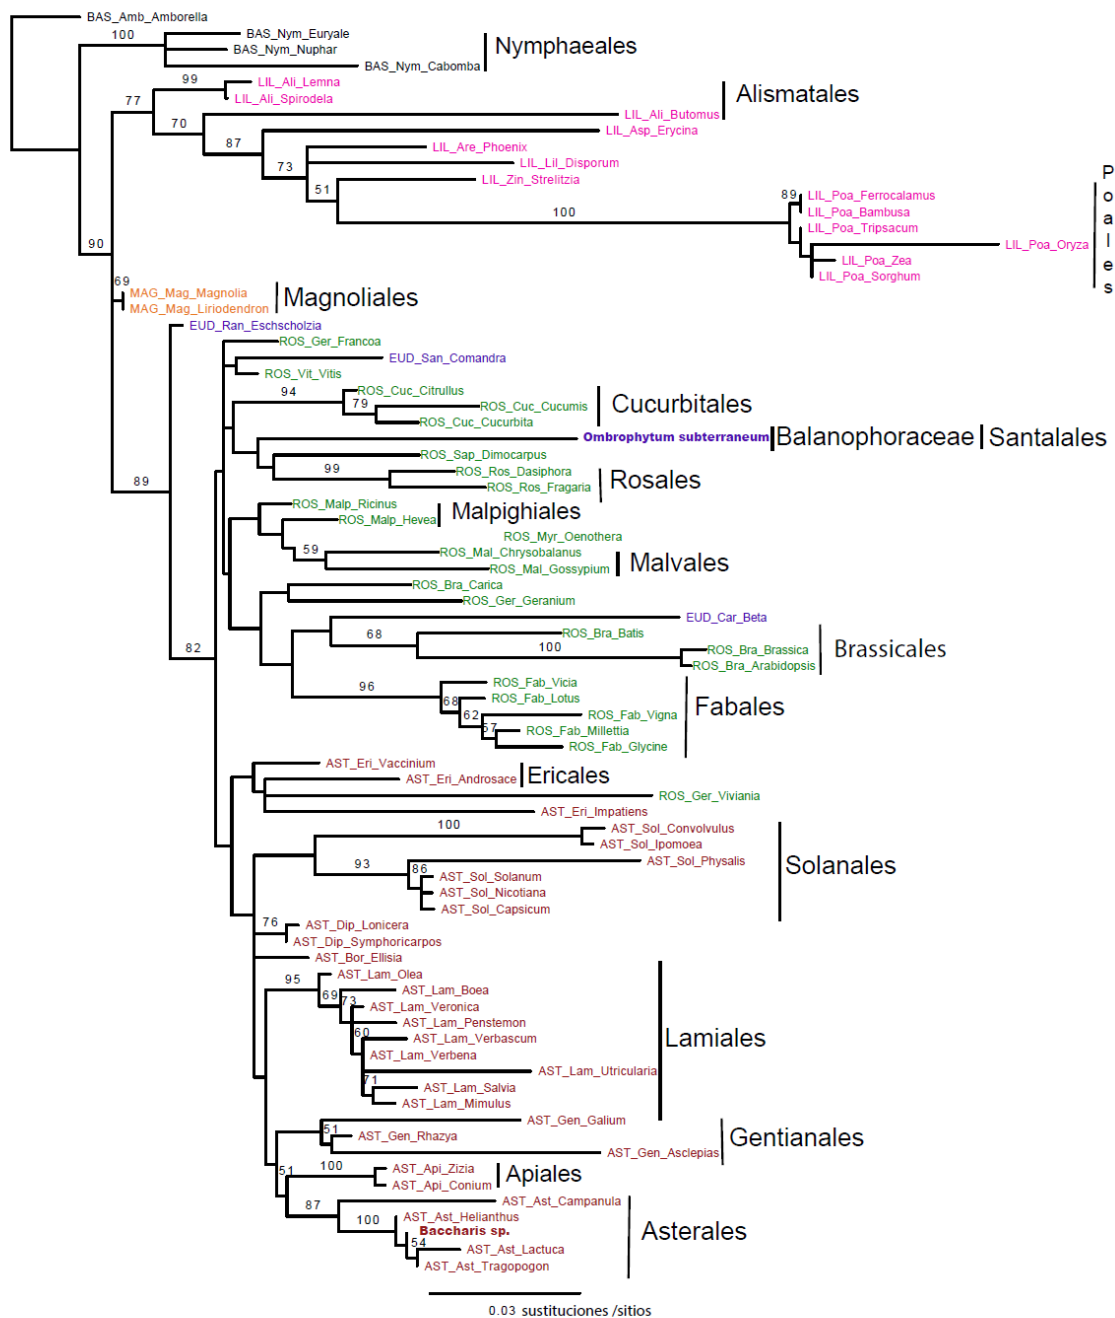 BAS_Amb_Amborella
100
BAS_Nym_Euryale
BAS_Nym_Nuphar
Nymphaeales
BAS_Nym_Cabomba
99
LIL_Ali_Lemna
77
LIL_Ali_Spirodela
Alismatales
70
LIL_Ali_Butomus
87
LIL_Asp_Erycina
LIL_Are_Phoenix
73
LIL_Lil_Disporum
51
LIL_Zin_Strelitzia
Poales
89
LIL_Poa_Ferrocalamus
100
LIL_Poa_Bambusa
LIL_Poa_Tripsacum
90
LIL_Poa_Oryza
LIL_Poa_Zea
LIL_Poa_Sorghum
69
MAG_Mag_Magnolia
Magnoliales
MAG_Mag_Liriodendron
EUD_Ran_Eschscholzia
ROS_Ger_Francoa
EUD_San_Comandra
ROS_Vit_Vitis
94
ROS_Cuc_Citrullus
79
ROS_Cuc_Cucumis
Cucurbitales
ROS_Cuc_Cucurbita
Ombrophytum subterraneum
Balanophoraceae
Santalales
ROS_Sap_Dimocarpus
99
ROS_Ros_Dasiphora
Rosales
89
ROS_Ros_Fragaria
ROS_Malp_Ricinus
Malpighiales
ROS_Malp_Hevea
ROS_Myr_Oenothera
59
ROS_Mal_Chrysobalanus
Malvales
ROS_Mal_Gossypium
ROS_Bra_Carica
ROS_Ger_Geranium
EUD_Car_Beta
68
ROS_Bra_Batis
82
100
ROS_Bra_Brassica
Brassicales
ROS_Bra_Arabidopsis
96
ROS_Fab_Vicia
68
ROS_Fab_Lotus
Fabales
62
ROS_Fab_Vigna
57
ROS_Fab_Millettia
ROS_Fab_Glycine
AST_Eri_Vaccinium
AST_Eri_Androsace
Ericales
ROS_Ger_Viviania
AST_Eri_Impatiens
100
AST_Sol_Convolvulus
AST_Sol_Ipomoea
93
AST_Sol_Physalis
Solanales
86
AST_Sol_Solanum
AST_Sol_Nicotiana
AST_Sol_Capsicum
76
AST_Dip_Lonicera
AST_Dip_Symphoricarpos
AST_Bor_Ellisia
95
AST_Lam_Olea
69
AST_Lam_Boea
73
AST_Lam_Veronica
AST_Lam_Penstemon
60
AST_Lam_Verbascum
Lamiales
AST_Lam_Verbena
AST_Lam_Utricularia
71
AST_Lam_Salvia
AST_Lam_Mimulus
AST_Gen_Galium
51
AST_Gen_Rhazya
Gentianales
AST_Gen_Asclepias
51
100
AST_Api_Zizia
Apiales
AST_Api_Conium
87
AST_Ast_Campanula
100
AST_Ast_Helianthus
Baccharis sp.
Asterales
54
AST_Ast_Lactuca
AST_Ast_Tragopogon
0.03 sustituciones /sitios